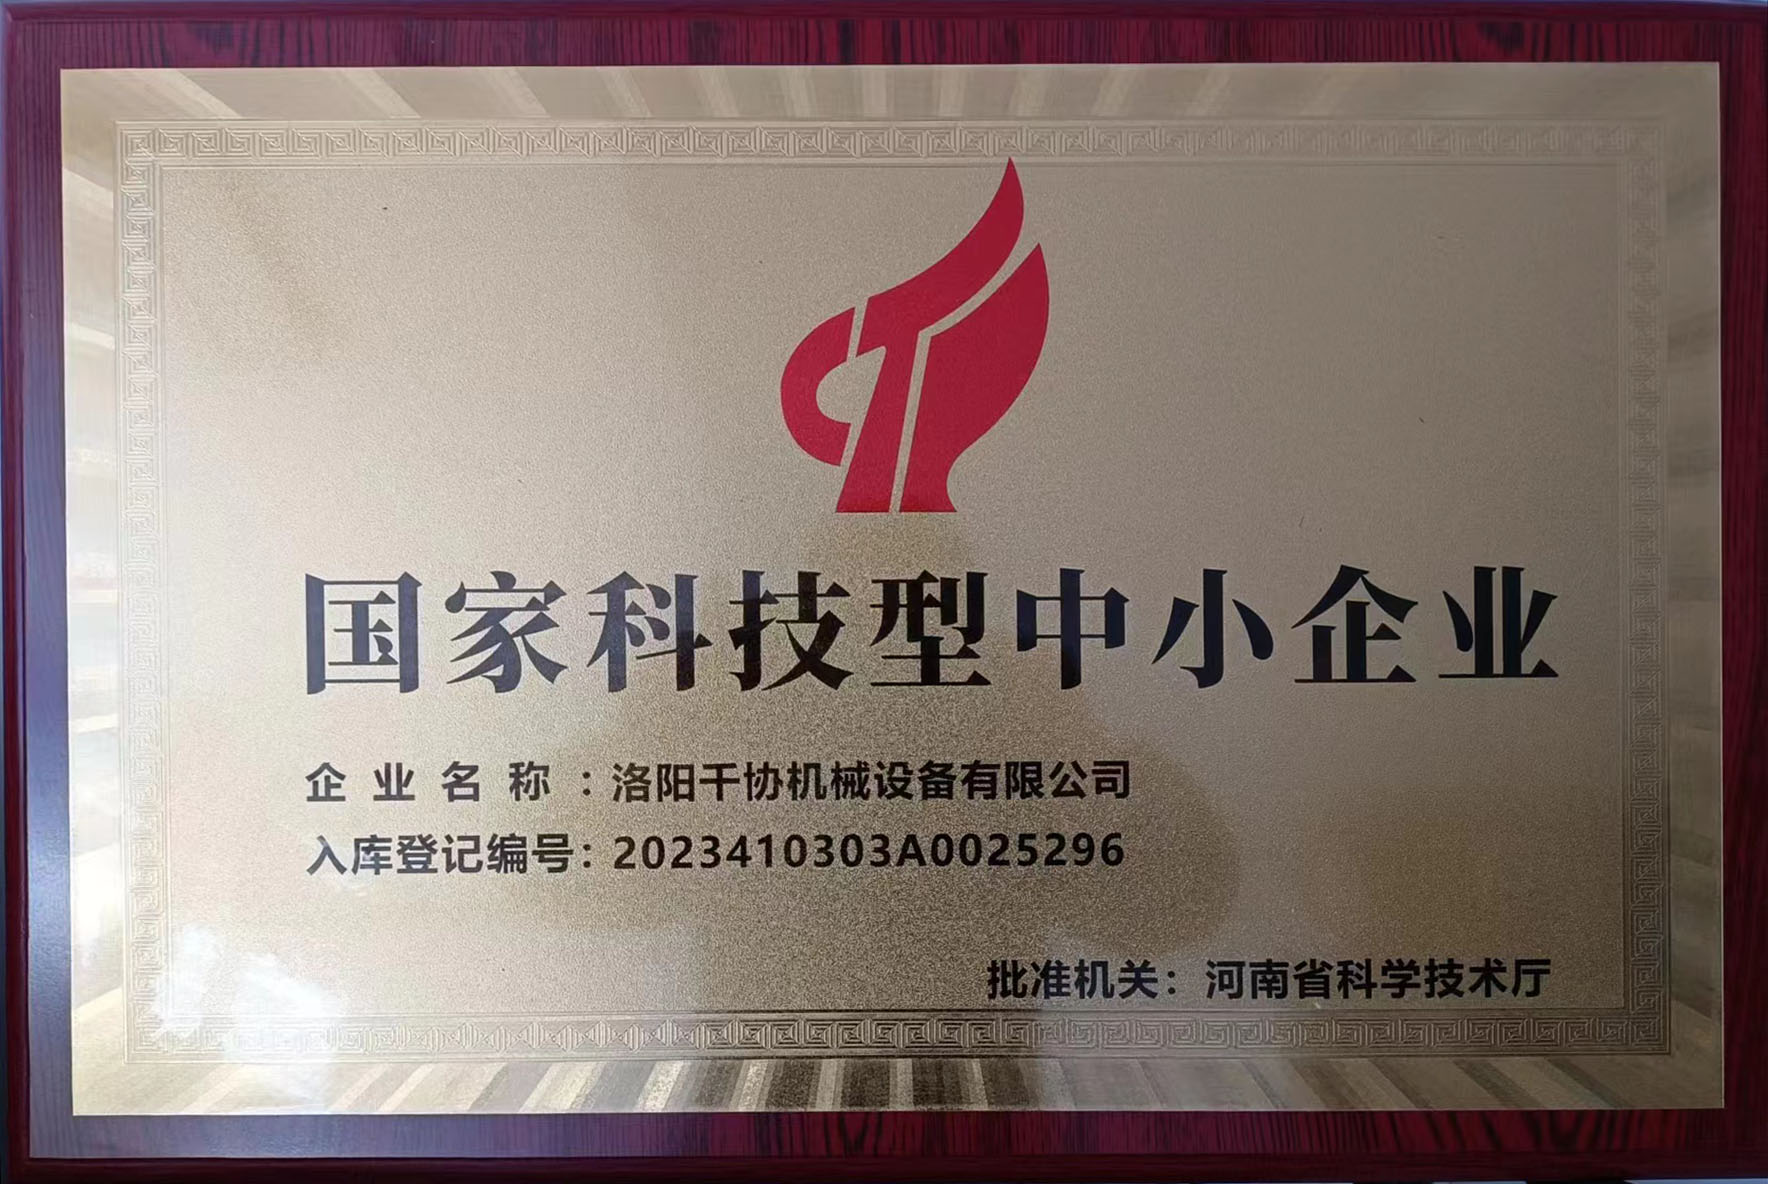 国家科技型中小企业
企业名称：洛阳千协机械设备有限公司
入库登记编号：2023410303A0025296
批准机关：河南省科学技术厅